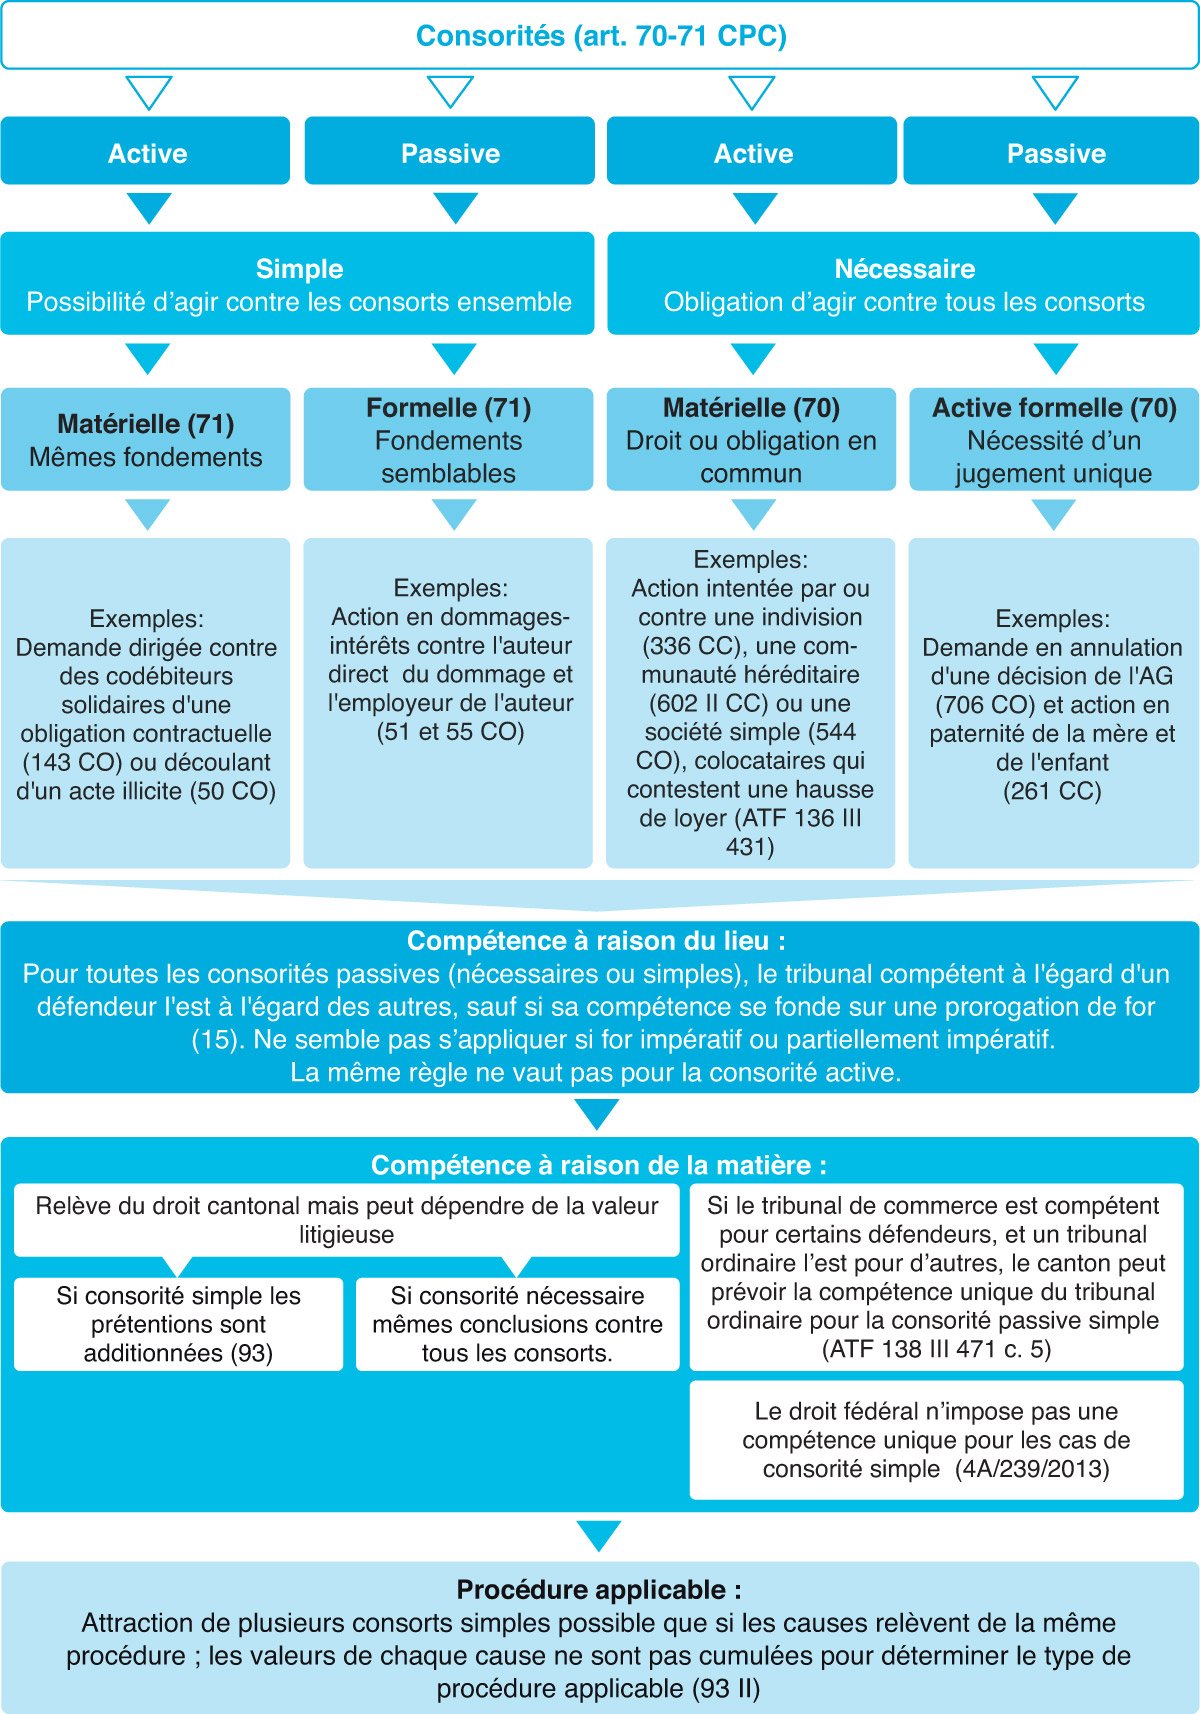 Consorités (art. 70-71 CPC)
Active
Passive
Active
Passive
Simple
Possibilité d’agir contre les consorts ensemble
Nécessaire
Obligation d’agir contre tous les consorts
Matérielle (71)
Mêmes fondements
Formelle (71)
Fondements
semblables
Matérielle (70)
Droit ou obligation en
commun
Active formelle (70)
Nécessité d’un
jugement unique
Exemples:
Demande dirigée contre
des codébiteurs
solidaires d'une
obligation contractuelle
(143 CO) ou découlant
d'un acte illicite (50 CO)
Exemples:
Action en dommages-
intérêts contre l'auteur
direct du dommage et
l'employeur de l'auteur
(51 et 55 CO)
Exemples:
Action intentée par ou
contre une indivision
(336 CC), une com-
munauté héréditaire
(602 II CC) ou une
société simple (544
CO), colocataires qui
contestent une hausse
de loyer (ATF 136 III
431)
Exemples:
Demande en annulation
d'une décision de l'AG
(706 CO) et action en
paternité de la mère et
de l'enfant
(261 CC)
Compétence à raison du lieu :
Pour toutes les consorités passives (nécessaires ou simples), le tribunal compétent à l'égard d'un
défendeur l'est à l'égard des autres, sauf si sa compétence se fonde sur une prorogation de for
(15). Ne semble pas s’appliquer si for impératif ou partiellement impératif.
La même règle ne vaut pas pour la consorité active.
Compétence à raison de la matière :
Relève du droit cantonal mais peut dépendre de la valeur
litigieuse
Si consorité simple les
prétentions sont
additionnées (93)
Si consorité nécessaire
mêmes conclusions contre
tous les consorts.
Si le tribunal de commerce est compétent
pour certains défendeurs, et un tribunal
ordinaire l’est pour d’autres, le canton peut
prévoir la compétence unique du tribunal
ordinaire pour la consorité passive simple
(ATF 138 III 471 c. 5)
Le droit fédéral n’impose pas une
compétence unique pour les cas de
consorité simple (4A/239/2013)
Procédure applicable :
Attraction de plusieurs consorts simples possible que si les causes relèvent de la même
procédure ; les valeurs de chaque cause ne sont pas cumulées pour déterminer le type de
procédure applicable (93 II)